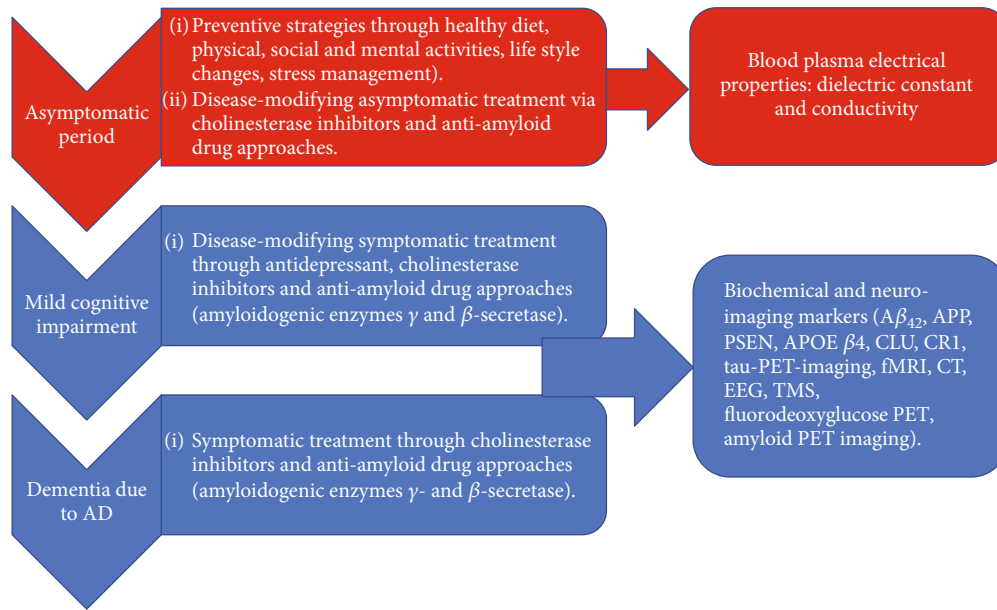 Asymptomatic
period
(i) Preventive strategies through healthy diet,
physical, social and mental activities, life style
changes, stress management).
(ii) Disease-modifying asymptomatic treatment via
cholinesterase inhibitors and anti-amyloid
drug approaches.
Blood plasma electrical
properties: dielectric constant
and conductivity
Mild cognitive
impairment
(i) Disease-modifying symptomatic treatment
through antidepressant, cholinesterase
inhibitors and anti-amyloid drug approaches
(amyloidogenic enzymes γ and β-secretase).
Dementia due
to AD
(i) Symptomatic treatment through cholinesterase
inhibitors and anti-amyloid drug approaches
(amyloidogenic enzymes γ- and β-secretase).
Biochemical and neuro-
imaging markers (Aβ₄₂, APP,
PSEN, APOE β4, CLU, CR1,
tau-PET-imaging, fMRI, CT,
EEG, TMS,
fluorodeoxyglucose PET,
amyloid PET imaging).